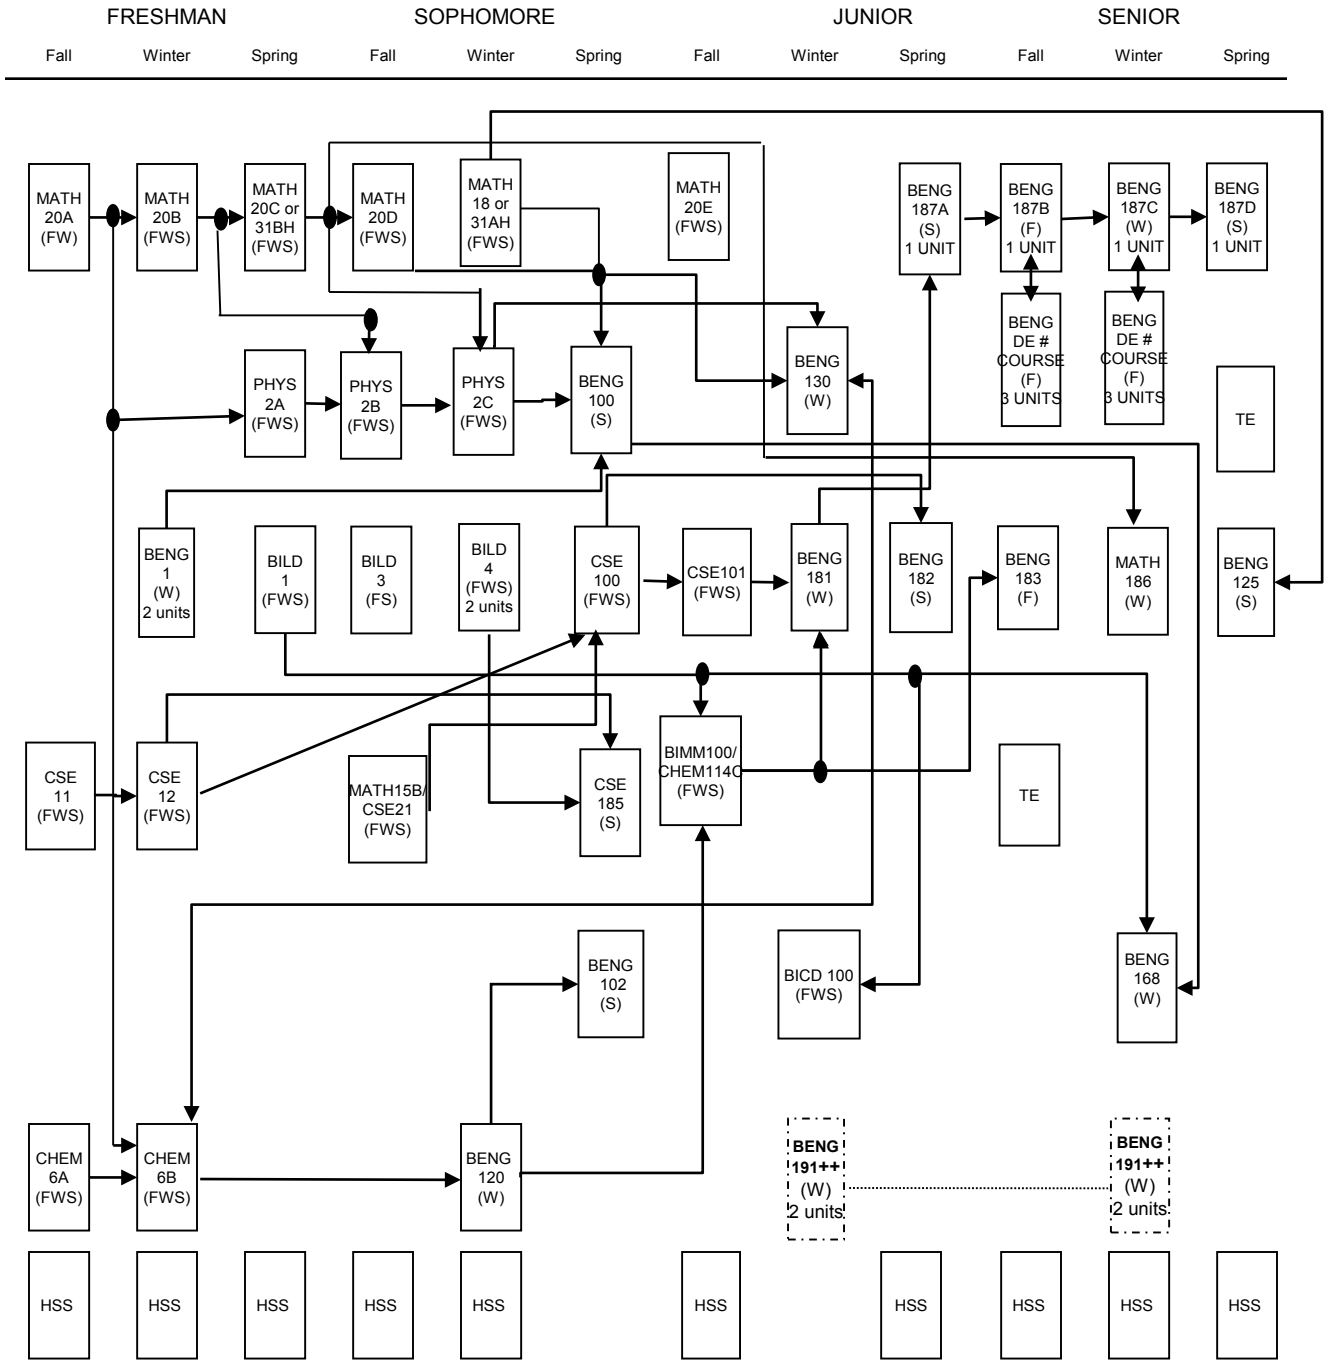 FRESHMAN SOPHOMORE JUNIOR SENIOR
Fall Winter Spring Fall Winter Spring Fall Winter Spring Fall Winter Spring
MATH
20A
(FW)
MATH
20B
(FWS)
MATH
20C or
31BH
(FWS)
MATH
20D
(FWS)
MATH
18 or
31AH
(FWS)
MATH
20E
(FWS)
BENG
187A
(S)
1 UNIT
BENG
187B
(F)
1 UNIT
BENG
187C
(W)
1 UNIT
BENG
187D
(S)
1 UNIT
PHYS
2A
(FWS)
PHYS
2B
(FWS)
PHYS
2C
(FWS)
BENG
100
(S)
BENG
130
(W)
BENG
DE #
COURSE
(F)
3 UNITS
BENG
DE #
COURSE
(F)
3 UNITS
TE
BENG
1
(W)
2 units
BILD
1
(FWS)
BILD
3
(FS)
BILD
4
(FWS)
2 units
CSE
100
(FWS)
CSE101
(FWS)
BENG
181
(W)
BENG
182
(S)
BENG
183
(F)
MATH
186
(W)
BENG
125
(S)
CSE
11
(FWS)
CSE
12
(FWS)
MATH15B/
CSE21
(FWS)
CSE
185
(S)
BIMM100/
CHEM114C
(FWS)
TE
BENG
102
(S)
BICD 100
(FWS)
BENG
168
(W)
CHEM
6A
(FWS)
CHEM
6B
(FWS)
BENG
120
(W)
BENG
191++
(W)
2 units
BENG
191++
(W)
2 units
HSS HSS HSS HSS HSS HSS HSS HSS HSS HSS